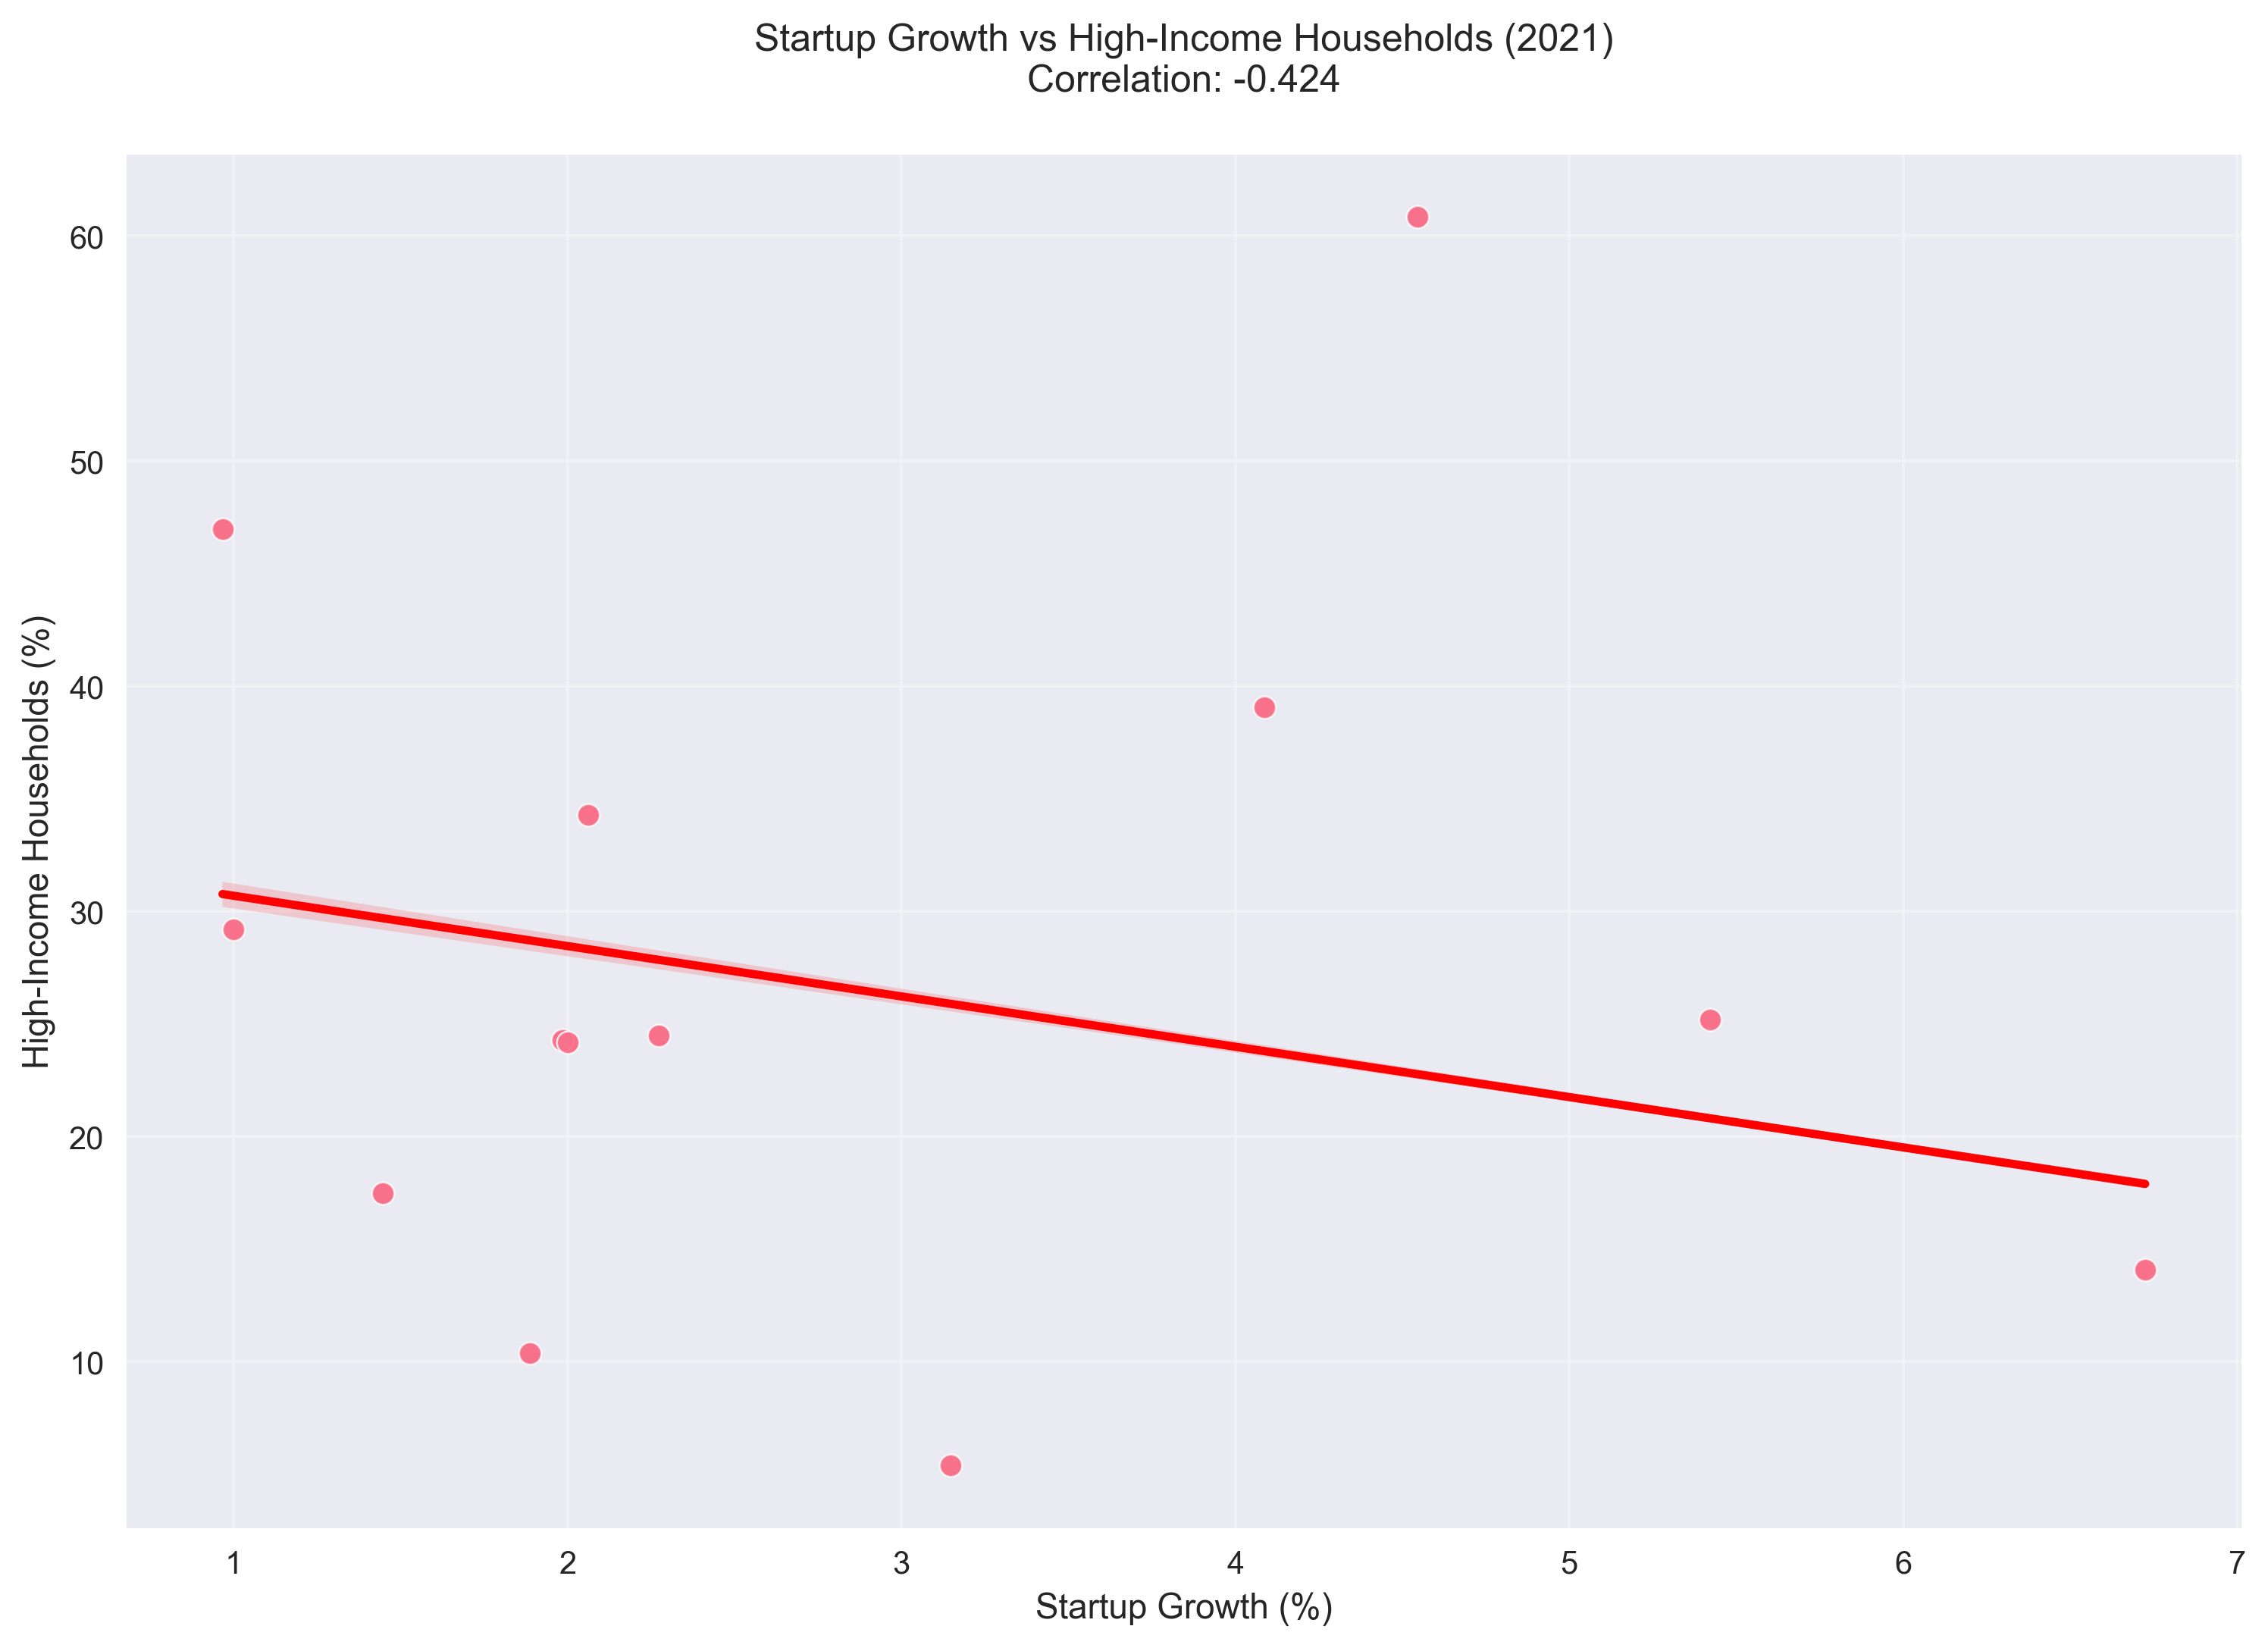 Startup Growth vs High-Income Households (2021)
Correlation: -0.424
High-Income Households (%)
60
50
40
30
20
10
1 2 3 4 5 6 7
Startup Growth (%)